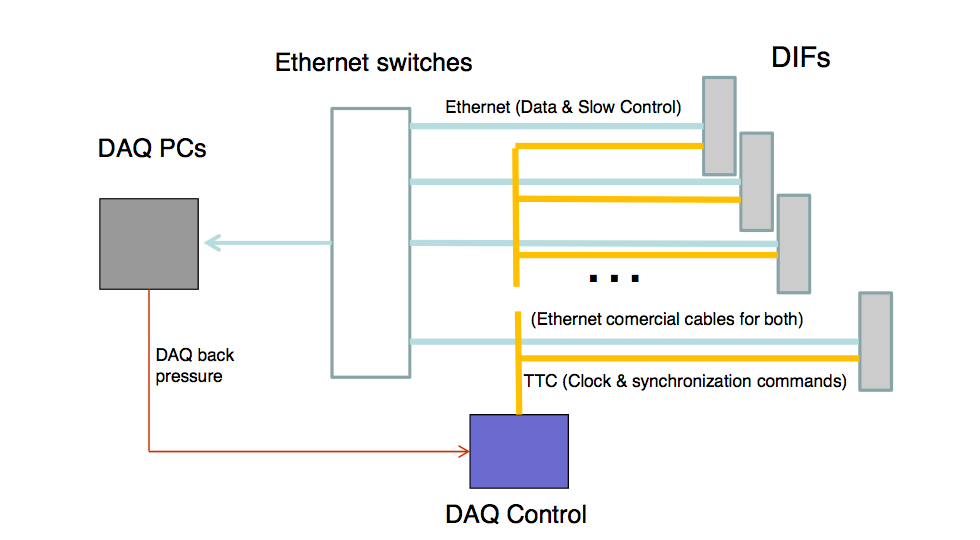 DIFs
Ethernet switches
Ethernet (Data & Slow Control)
DAQ PCs
...
(Ethernet comercial cables for both)
DAQ back
pressure
TTC (Clock & synchronization commands)
DAQ Control